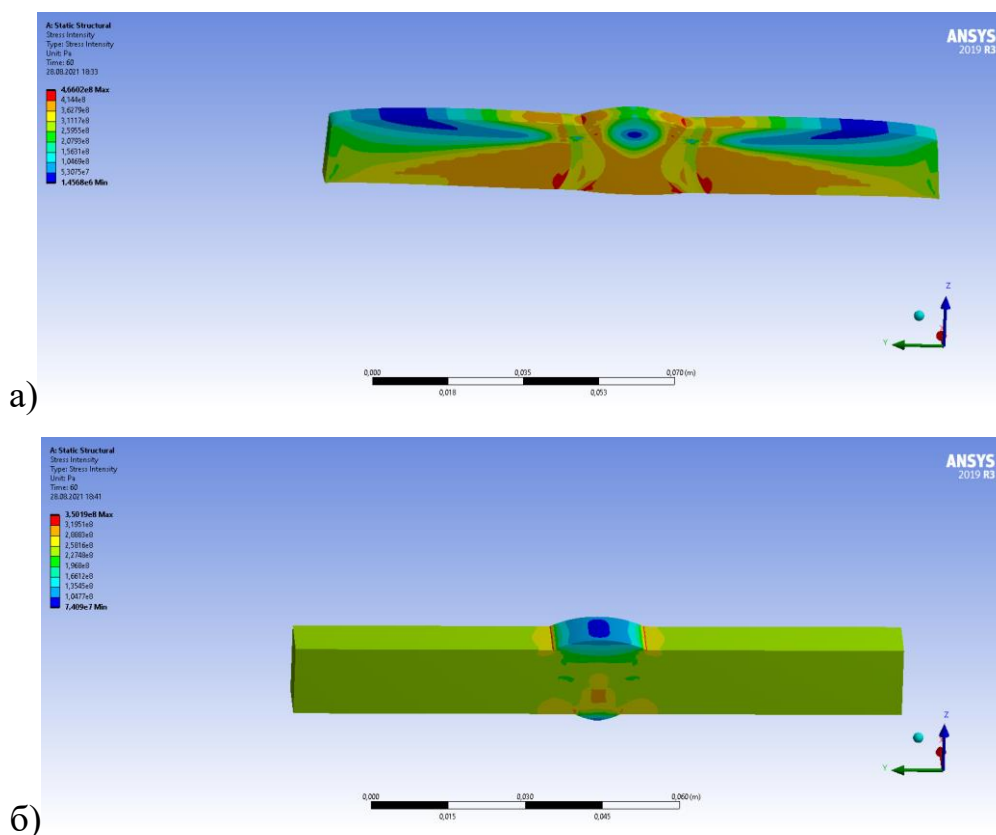 A: Static Structural
Stress Intensity
Type: Stress Intensity
Unit: Pa
Time: 60
28.08.2021 18:33
4,6602e8 Max
4,144e8
3,6279e8
3,1117e8
2,5955e8
2,0793e8
1,5631e8
1,0469e8
5,3075e7
1,4568e6 Min
ANSYS
2019 R3
Z
Y
0,000 0,035 0,070 (m)
0,018 0,053
а)
A: Static Structural
Stress Intensity
Type: Stress Intensity
Unit: Pa
Time: 60
28.08.2021 18:41
3,5019e8 Max
3,1951e8
2,8883e8
2,5816e8
2,2748e8
1,968e8
1,6612e8
1,3545e8
1,0477e8
7,409e7 Min
ANSYS
2019 R3
Z
Y
0,000 0,030 0,060 (m)
0,015 0,045
б)